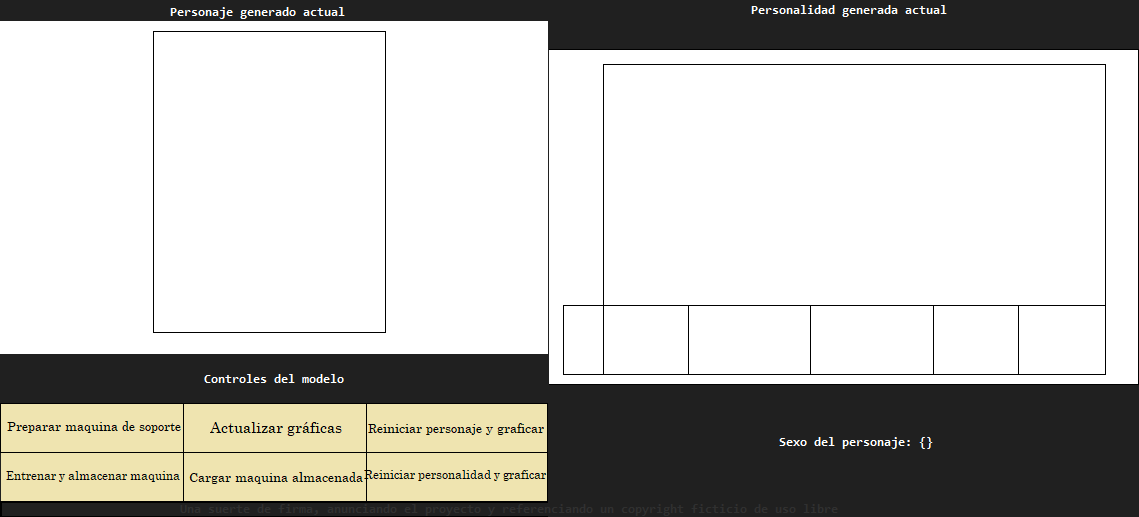 Personaje generado actual
Personalidad generada actual
Controles del modelo
Preparar maquina de soporte
Actualizar gráficas
Reiniciar personaje y graficar
Entrenar y almacenar maquina
Cargar maquina almacenada
Reiniciar personalidad y graficar
Sexo del personaje: {}
Una suerte de firma, anunciando el proyecto y referenciando un copyright ficticio de uso libre